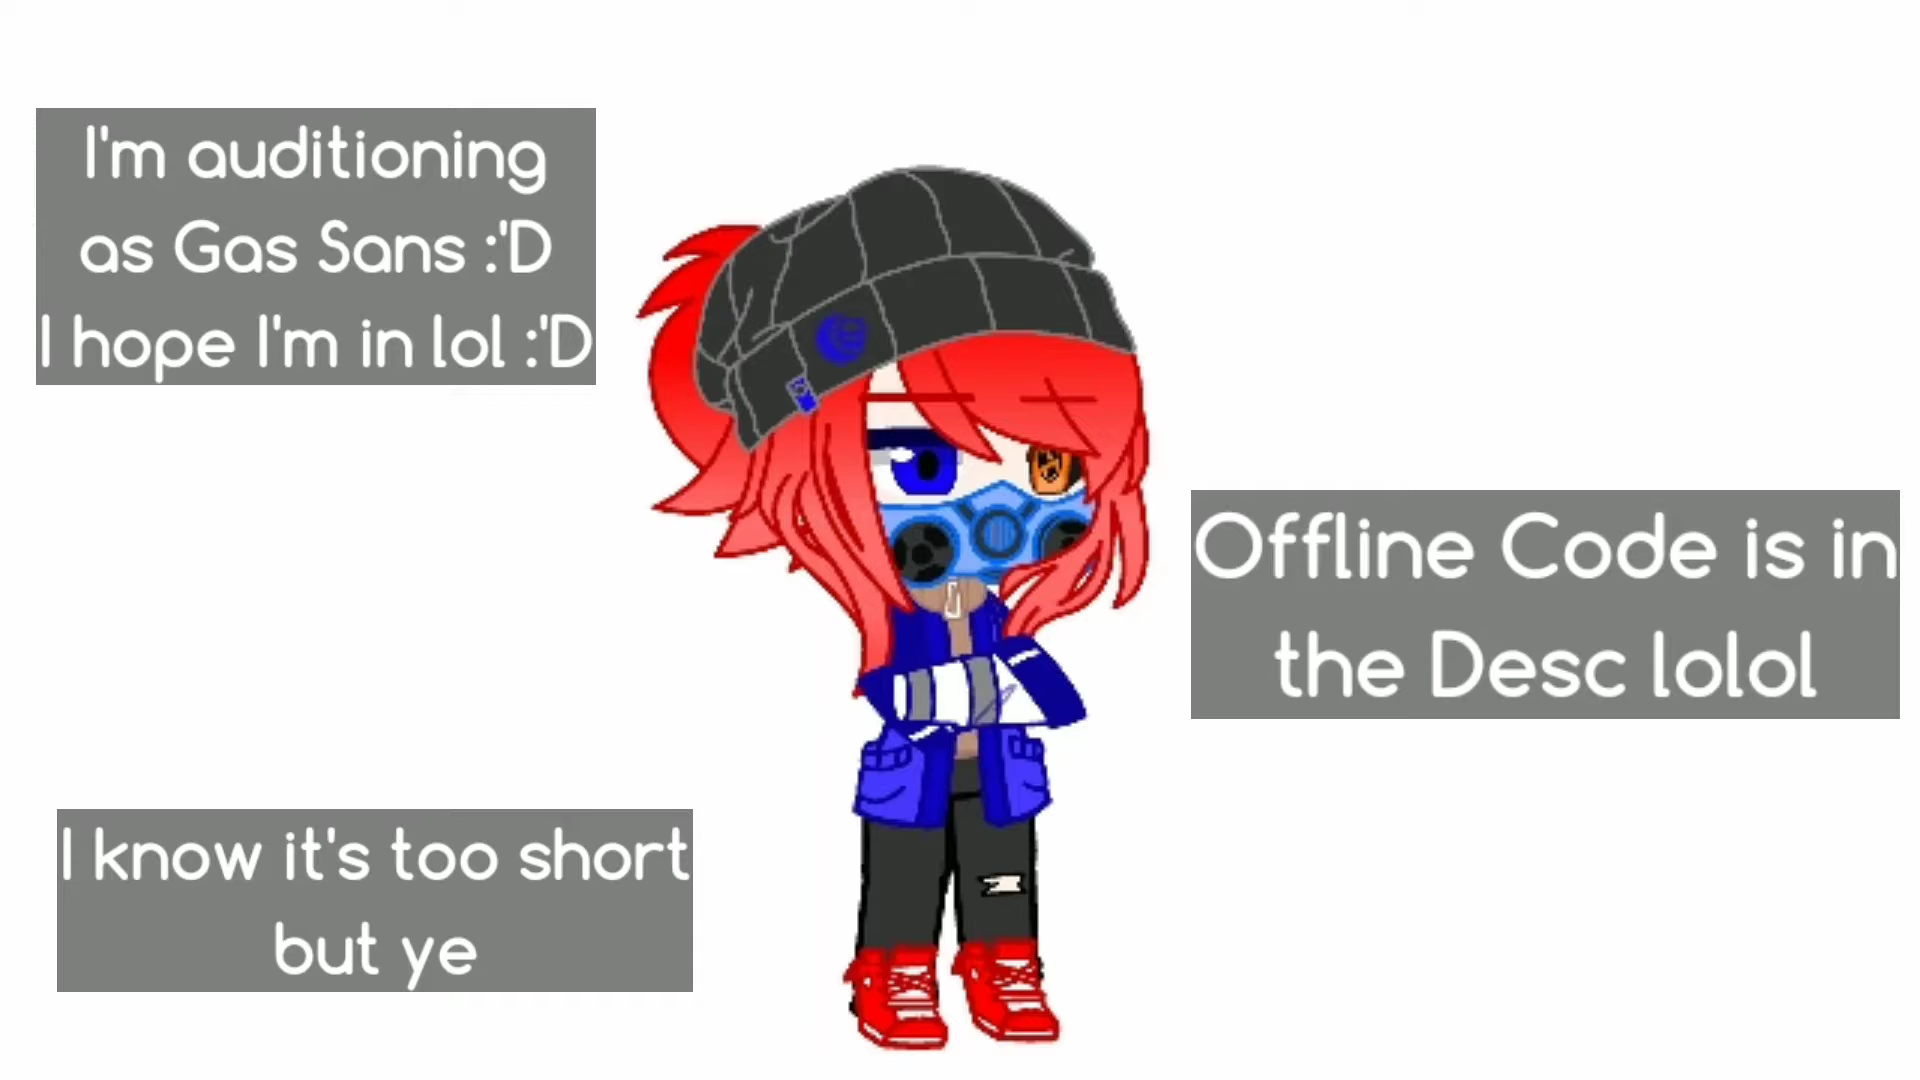 I'm auditioning
as Gas Sans :'D
I hope I'm in lol :'D
Offline Code is in
the Desc lolol
I know it's too short
but ye